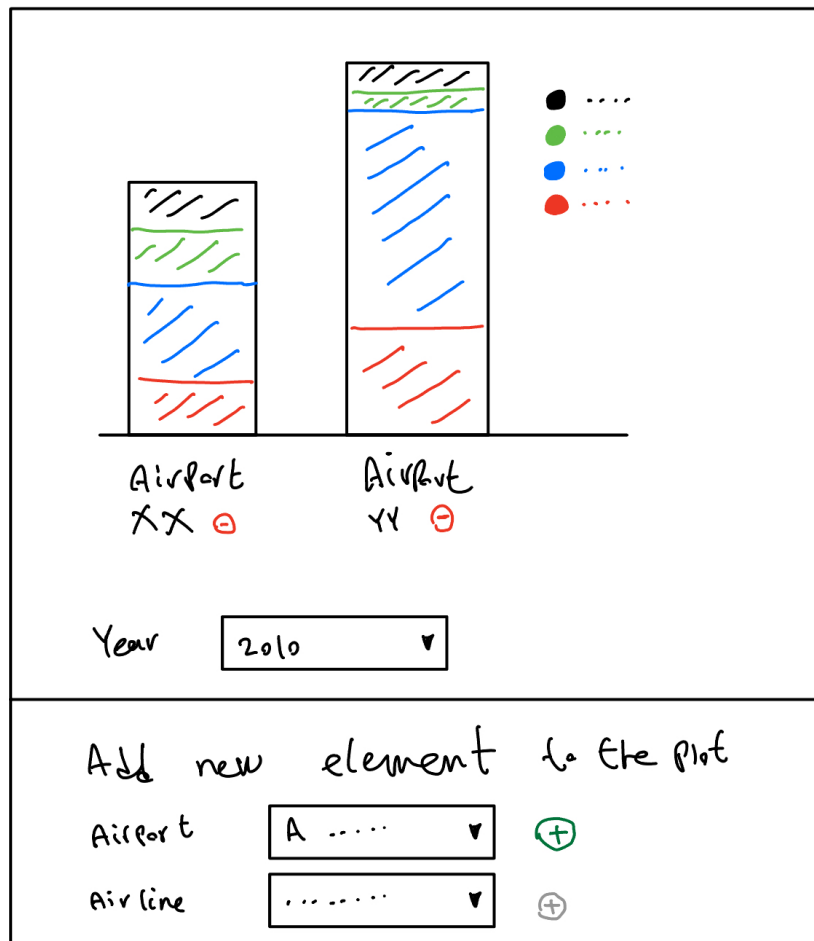 Airport
XX
Airport
YY
Year
2010
Add new element to the plot
Airport
A .....
Airline